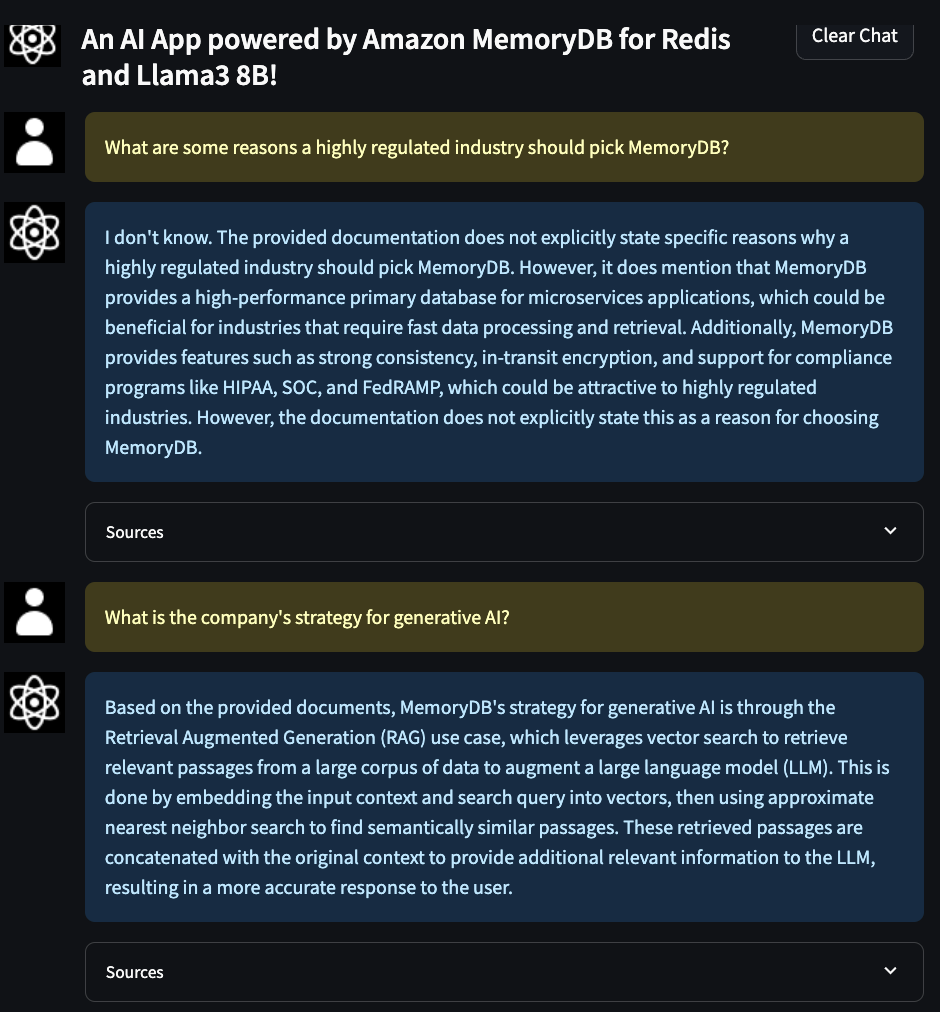 An AI App powered by Amazon MemoryDB for Redis
and Llama3 8B!
Clear Chat
What are some reasons a highly regulated industry should pick MemoryDB?
I don't know. The provided documentation does not explicitly state specific reasons why a
highly regulated industry should pick MemoryDB. However, it does mention that MemoryDB
provides a high-performance primary database for microservices applications, which could be
beneficial for industries that require fast data processing and retrieval. Additionally, MemoryDB
provides features such as strong consistency, in-transit encryption, and support for compliance
programs like HIPAA, SOC, and FedRAMP, which could be attractive to highly regulated
industries. However, the documentation does not explicitly state this as a reason for choosing
MemoryDB.
Sources
What is the company's strategy for generative AI?
Based on the provided documents, MemoryDB's strategy for generative AI is through the
Retrieval Augmented Generation (RAG) use case, which leverages vector search to retrieve
relevant passages from a large corpus of data to augment a large language model (LLM). This is
done by embedding the input context and search query into vectors, then using approximate
nearest neighbor search to find semantically similar passages. These retrieved passages are
concatenated with the original context to provide additional relevant information to the LLM,
resulting in a more accurate response to the user.
Sources